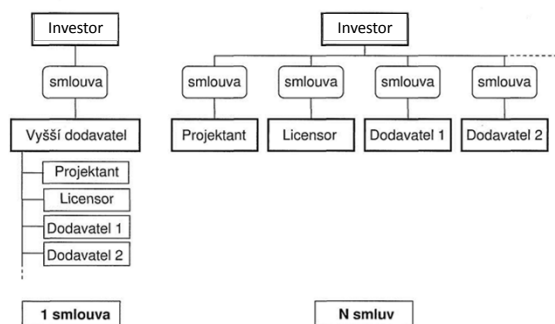 Investor
smlouva
Vyšší dodavatel
Projektant
Licensor
Dodavatel 1
Dodavatel 2
1 smlouva
Investor
smlouva smlouva smlouva smlouva
Projektant Licensor Dodavatel 1 Dodavatel 2
N smluv